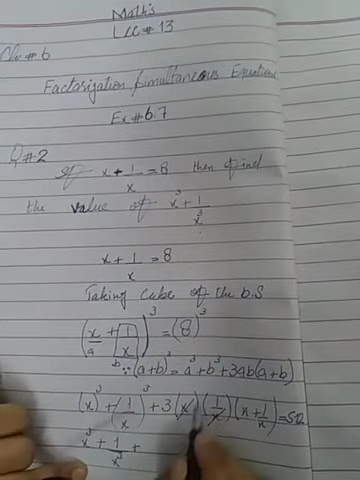 Math's
Lec # 13
Ch # 6
Factorization, Simultaneous Equations
Ex # 6.7
Q#2
If x + 1/x = 8 then find
the value of x³ + 1/x³
x + 1/x = 8
Taking cube of the b.S
(x + 1/x)³ = (8)³
a b
∵ (a+b)³ = a³+b³+3ab(a+b)
(x)³ + (1/x)³ + 3(x)(1/x)(x+1/x) = 512
x³ + 1/x³ +